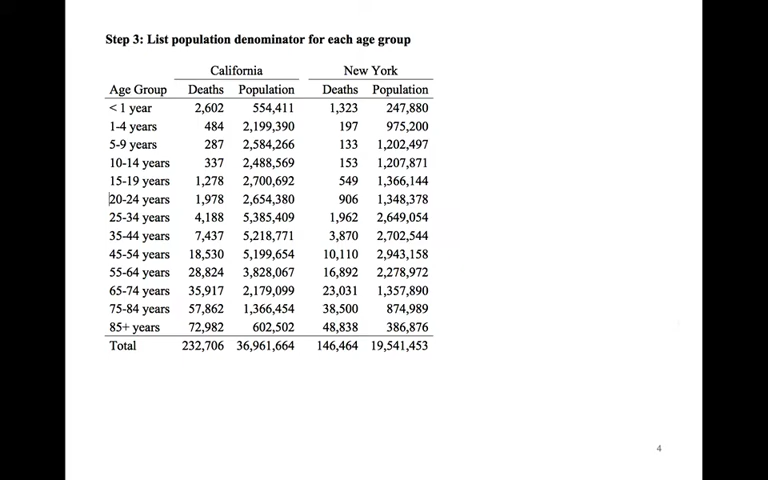 Step 3: List population denominator for each age group
California New York
Age Group Deaths Population Deaths Population
< 1 year 2,602 554,411 1,323 247,880
1-4 years 484 2,199,390 197 975,200
5-9 years 287 2,584,266 133 1,202,497
10-14 years 337 2,488,569 153 1,207,871
15-19 years 1,278 2,700,692 549 1,366,144
20-24 years 1,978 2,654,380 906 1,348,378
25-34 years 4,188 5,385,409 1,962 2,649,054
35-44 years 7,437 5,218,771 3,870 2,702,544
45-54 years 18,530 5,199,654 10,110 2,943,158
55-64 years 28,824 3,828,067 16,892 2,278,972
65-74 years 35,917 2,179,099 23,031 1,357,890
75-84 years 57,862 1,366,454 38,500 874,989
85+ years 72,982 602,502 48,838 386,876
Total 232,706 36,961,664 146,464 19,541,453
4